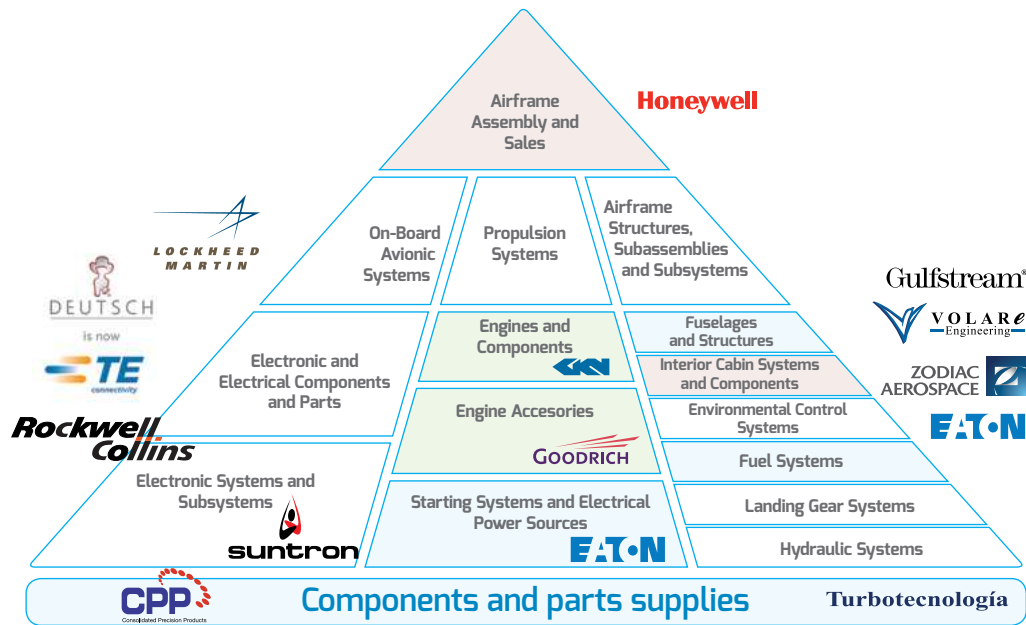 Airframe
Assembly and
Sales
Honeywell
LOCKHEED
MARTIN
On-Board
Avionic
Systems
Propulsion
Systems
Airframe
Structures,
Subassemblies
and Subsystems
DEUTSCH
is now
TE
connectivity
Gulfstream®
VOLARe
Engineering
ZODIAC
AEROSPACE
EATON
Electronic and
Electrical Components
and Parts
Engines and
Components
GKN
Fuselages
and Structures
Interior Cabin Systems
and Components
Environmental Control
Systems
Rockwell
Collins
Engine Accesories
GOODRICH
Fuel Systems
Electronic Systems and
Subsystems
suntron
Starting Systems and Electrical
Power Sources
EATON
Landing Gear Systems
Hydraulic Systems
CPP
Consolidated Precision Products
Components and parts supplies
Turbotecnología